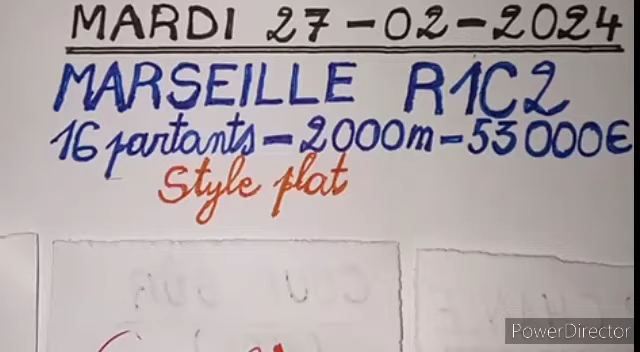 MARDI 27-02-2024
MARSEILLE R1C2
16 partants - 2000m - 53000€
Style plat
PowerDirector